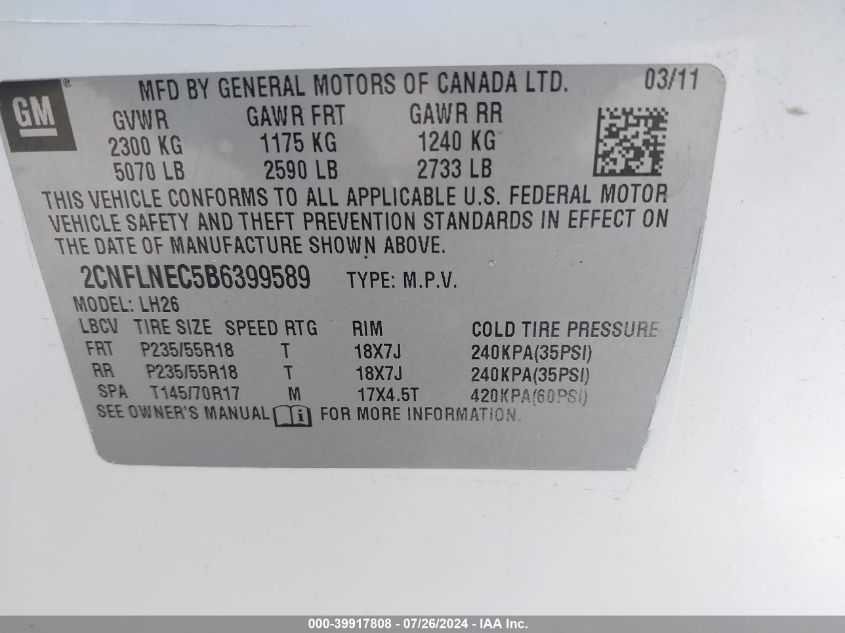 GM
MFD BY GENERAL MOTORS OF CANADA LTD. 03/11
GVWR GAWR FRT GAWR RR
2300 KG 1175 KG 1240 KG
5070 LB 2590 LB 2733 LB
THIS VEHICLE CONFORMS TO ALL APPLICABLE U.S. FEDERAL MOTOR
VEHICLE SAFETY AND THEFT PREVENTION STANDARDS IN EFFECT ON
THE DATE OF MANUFACTURE SHOWN ABOVE.
2CNFLNEC5B6399589 TYPE: M.P.V.
MODEL: LH26
LBCV TIRE SIZE SPEED RTG RIM COLD TIRE PRESSURE
FRT P235/55R18 T 18X7J 240KPA(35PSI)
RR P235/55R18 T 18X7J 240KPA(35PSI)
SPA T145/70R17 M 17X4.5T 420KPA(60PSI)
SEE OWNER'S MANUAL FOR MORE INFORMATION.
000-39917808 - 07/26/2024 - IAA Inc.